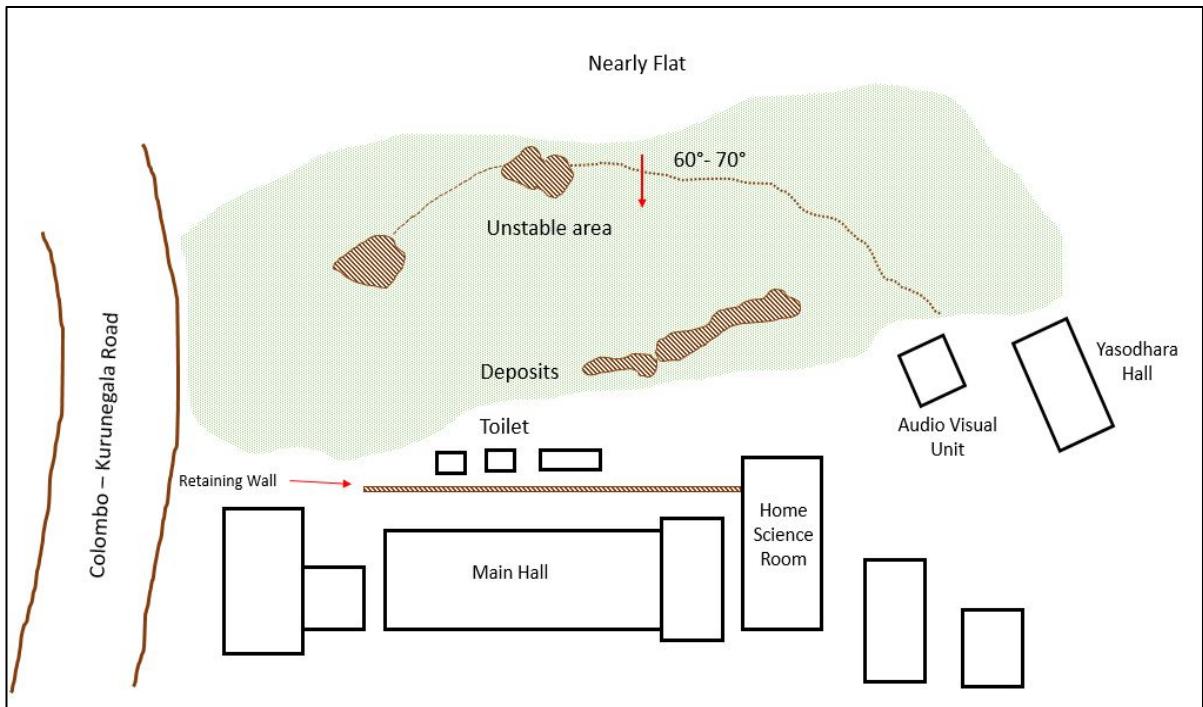 Nearly Flat
60°- 70°
Unstable area
Colombo – Kurunegala Road
Deposits
Yasodhara
Hall
Audio Visual
Unit
Toilet
Retaining Wall
Home
Science
Room
Main Hall